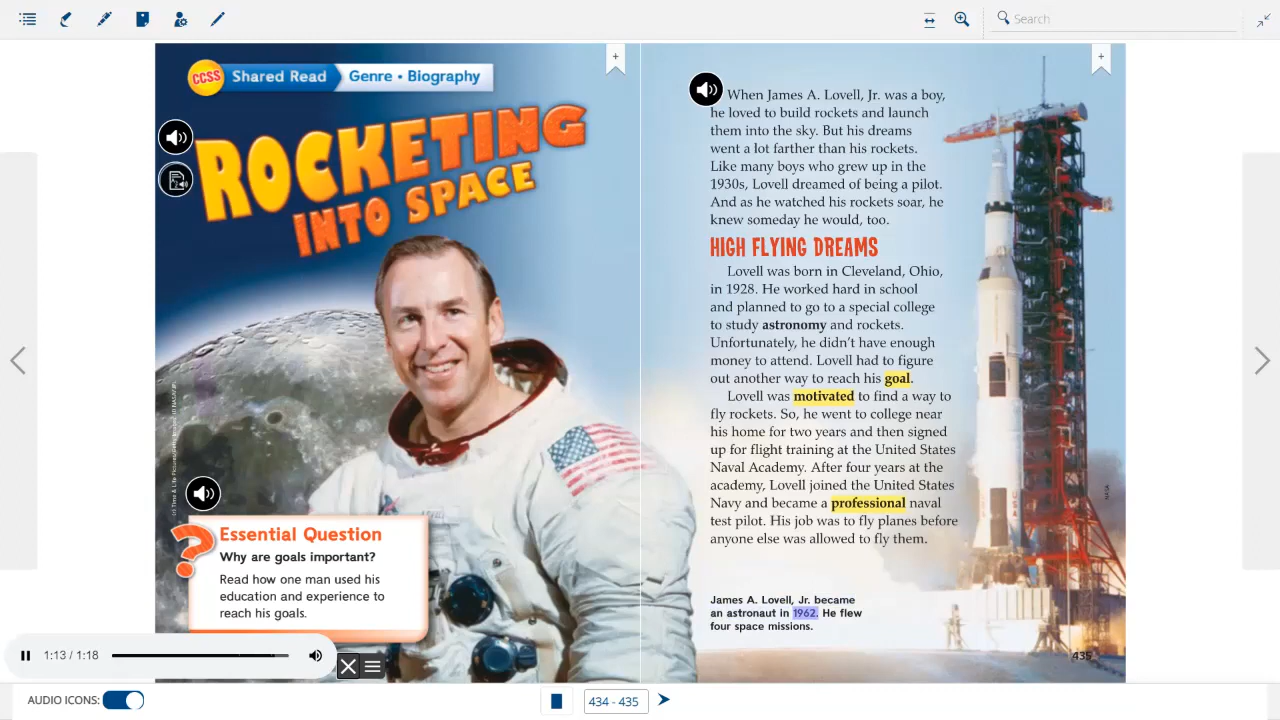 Search
CCSS Shared Read Genre • Biography
ROCKETING
INTO SPACE
Essential Question
Why are goals important?
Read how one man used his
education and experience to
reach his goals.
When James A. Lovell, Jr. was a boy,
he loved to build rockets and launch
them into the sky. But his dreams
went a lot farther than his rockets.
Like many boys who grew up in the
1930s, Lovell dreamed of being a pilot.
And as he watched his rockets soar, he
knew someday he would, too.
HIGH FLYING DREAMS
Lovell was born in Cleveland, Ohio,
in 1928. He worked hard in school
and planned to go to a special college
to study astronomy and rockets.
Unfortunately, he didn't have enough
money to attend. Lovell had to figure
out another way to reach his goal.
Lovell was motivated to find a way to
fly rockets. So, he went to college near
his home for two years and then signed
up for flight training at the United States
Naval Academy. After four years at the
academy, Lovell joined the United States
Navy and became a professional naval
test pilot. His job was to fly planes before
anyone else was allowed to fly them.
NASA
James A. Lovell, Jr. became
an astronaut in 1962. He flew
four space missions.
435
1:13 / 1:18
AUDIO ICONS:
434 - 435